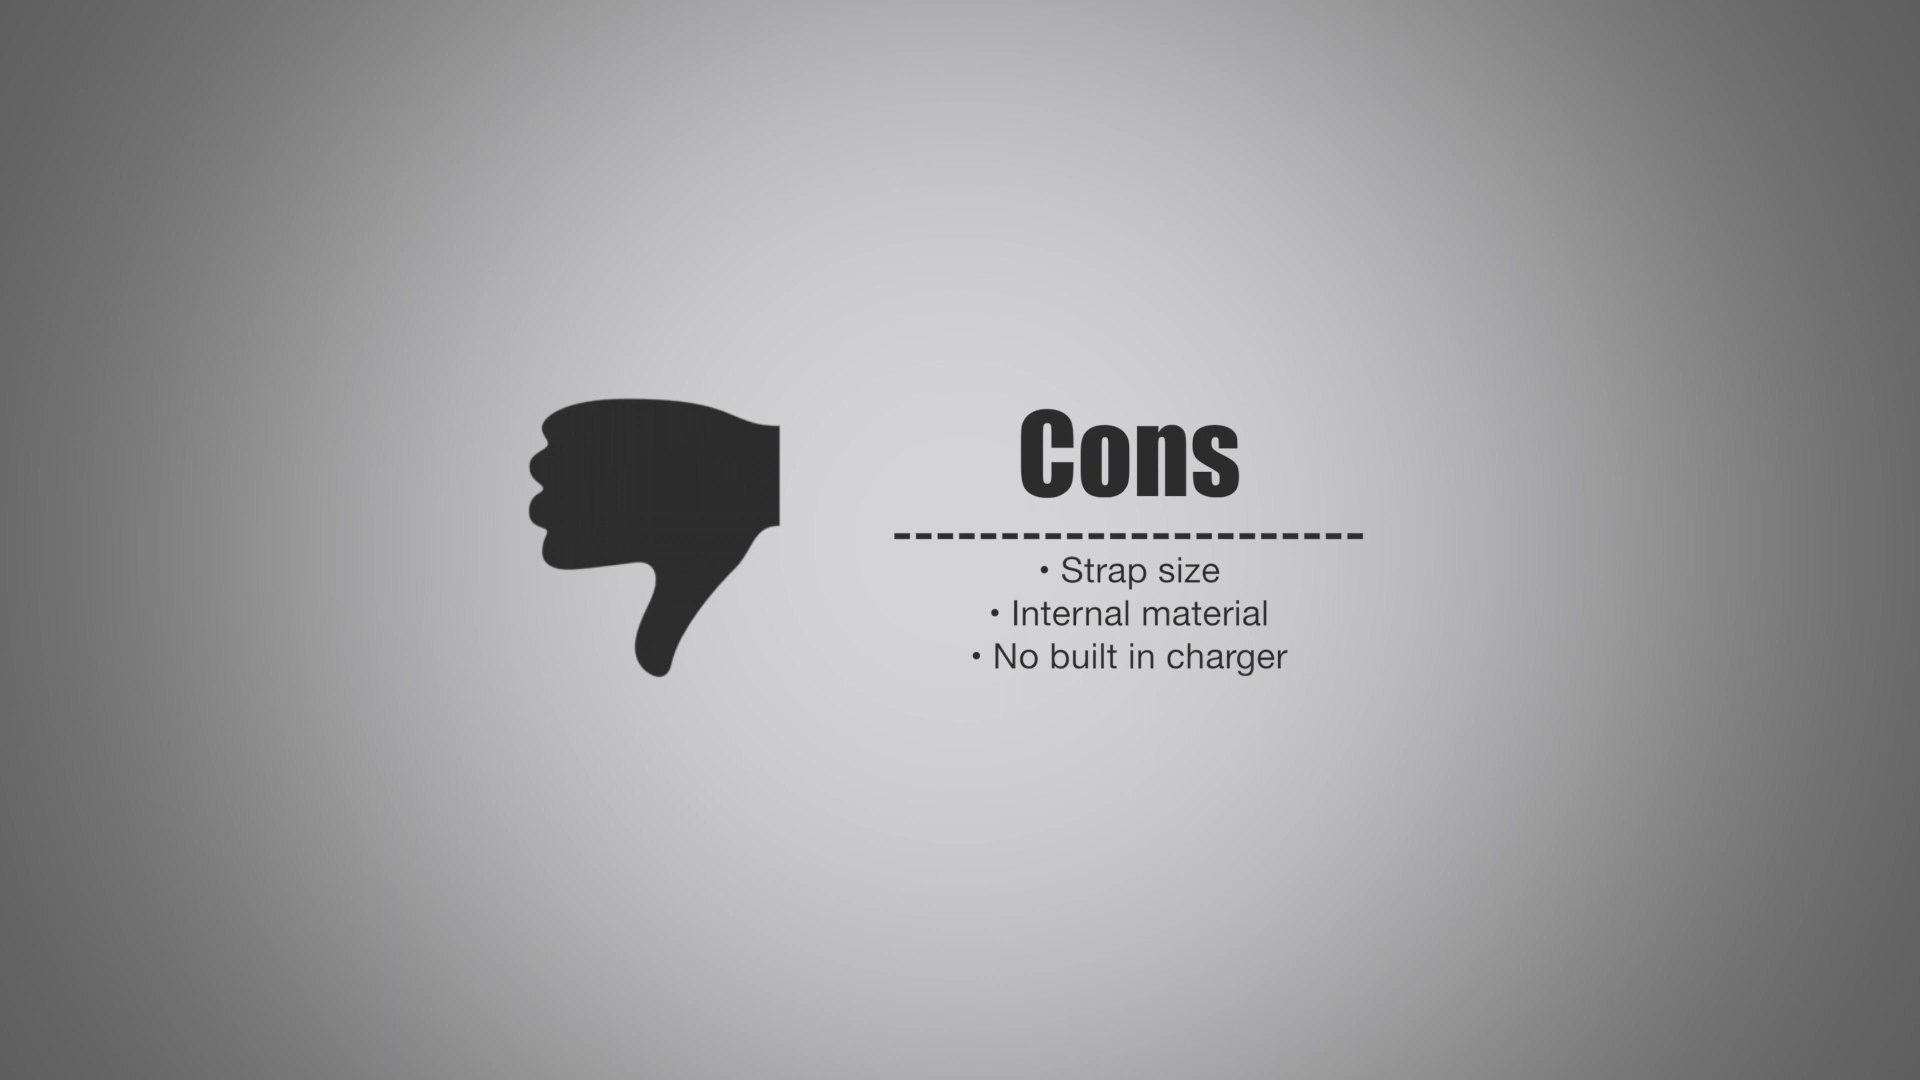 Cons
• Strap size
• Internal material
• No built in charger